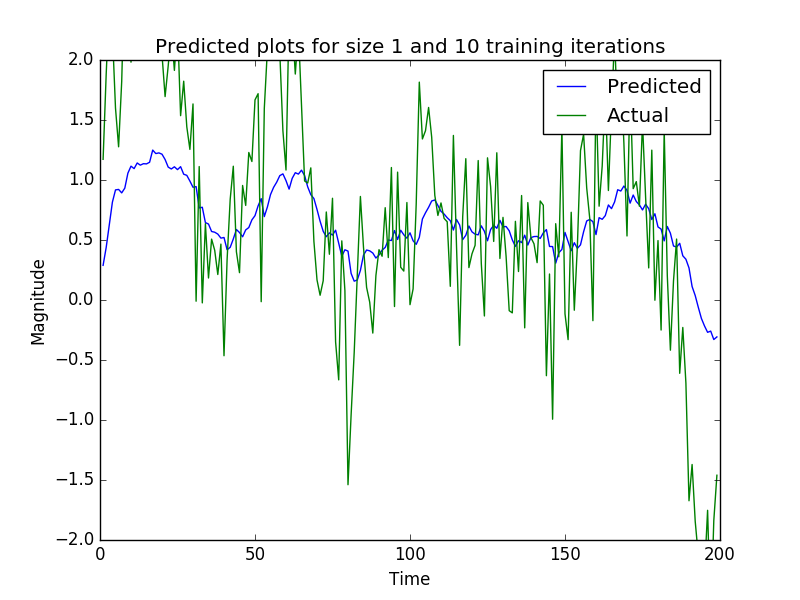 Predicted plots for size 1 and 10 training iterations
Predicted
Actual
2.0
1.5
1.0
0.5
0.0
−0.5
−1.0
−1.5
−2.0
Magnitude
0 50 100 150 200
Time